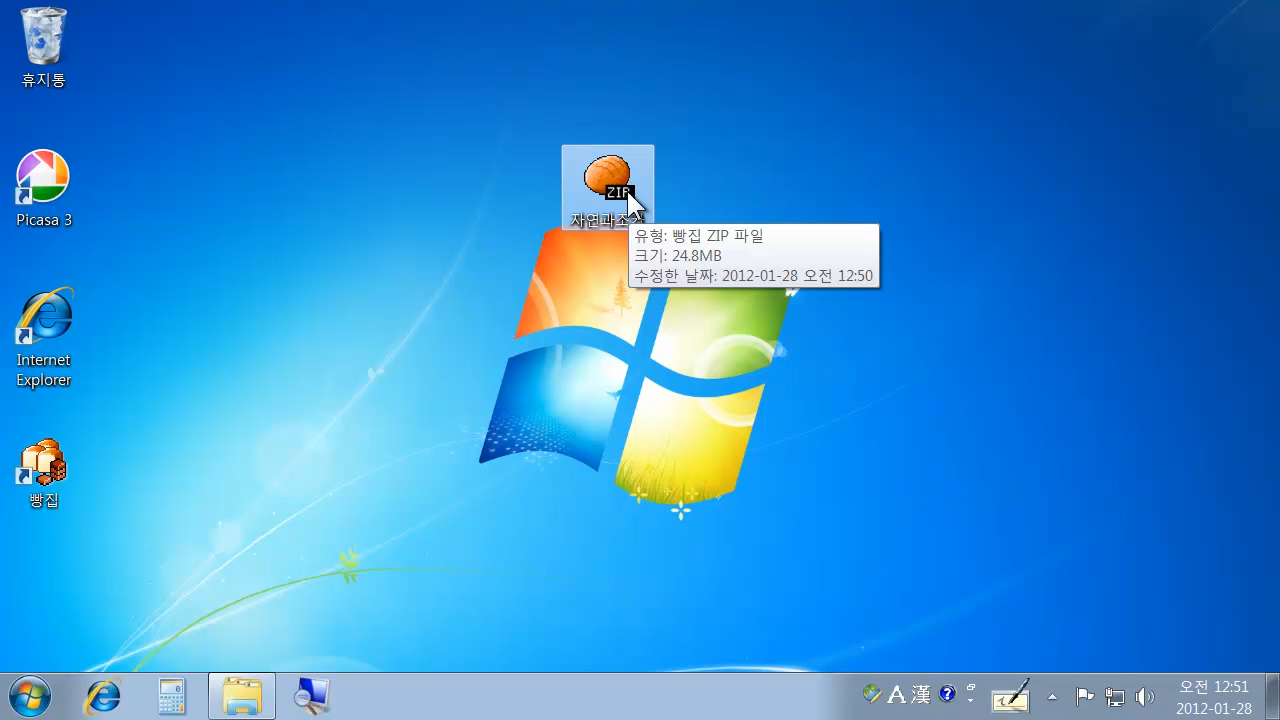 휴지통
Picasa 3
Internet
Explorer
빵집
ZIP
유형: 빵집 ZIP 파일
크기: 24.8MB
수정한 날짜: 2012-01-28 오전 12:50
A 漢
오전 12:51
2012-01-28